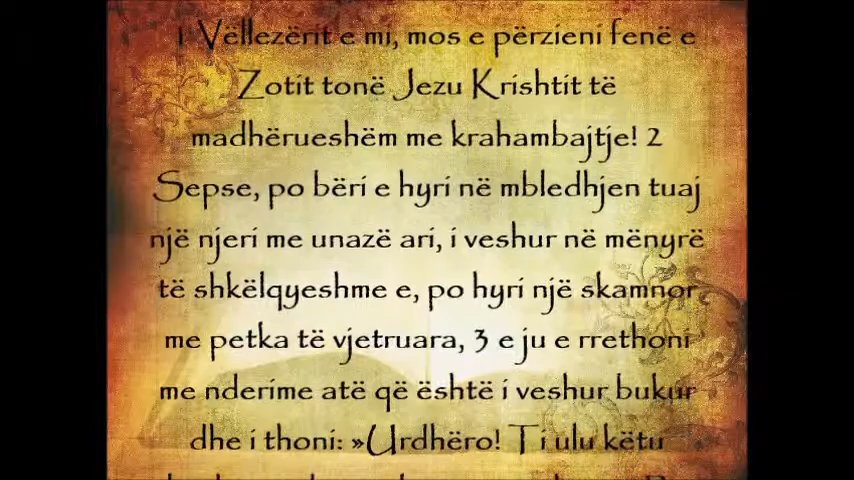 1 Vëllezërit e mi, mos e përzieni fenë e
Zotit tonë Jezu Krishtit të
madhërueshëm me krahambajtje! 2
Sepse, po bëri e hyri në mbledhjen tuaj
një njeri me unazë ari, i veshur në mënyrë
të shkëlqyeshme e, po hyri një skamnor
me petka të vjetruara, 3 e ju e rrethoni
me nderime atë që është i veshur bukur
dhe i thoni: »Urdhëro! Ti ulu këtu